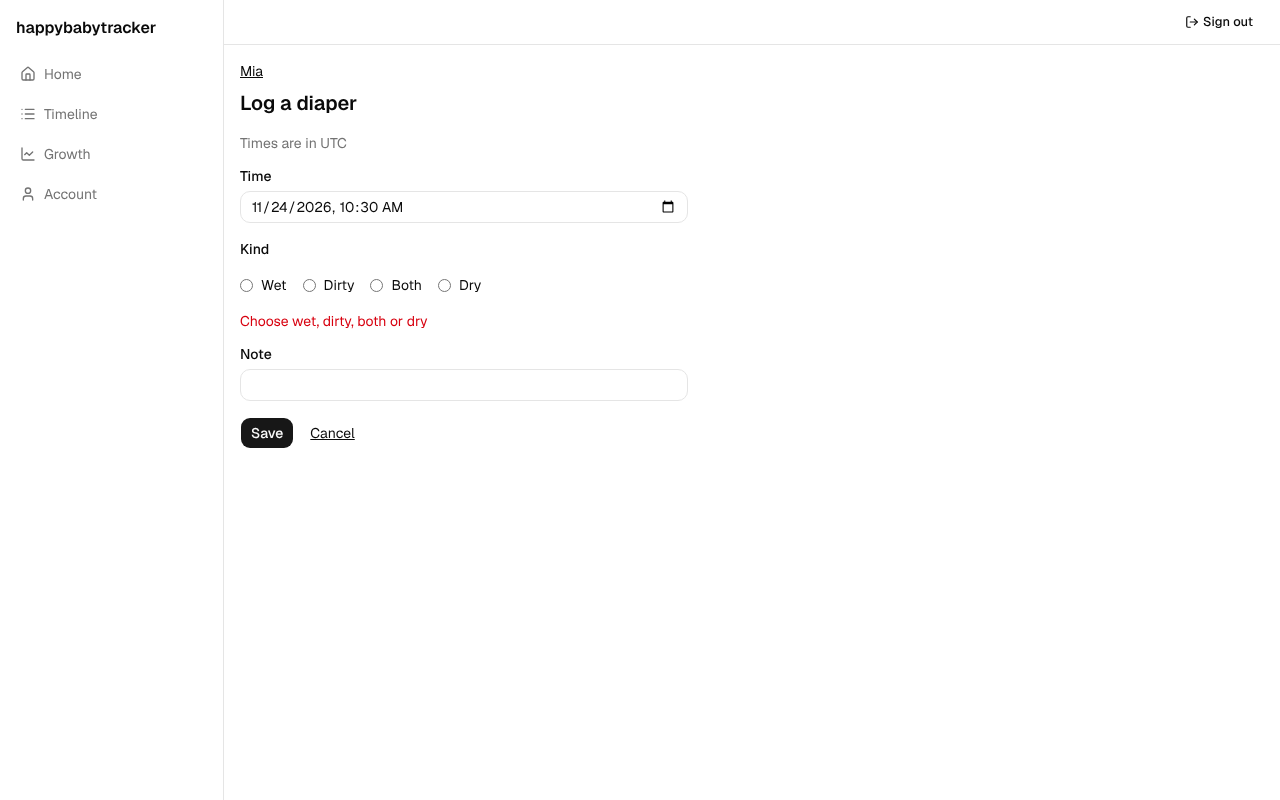 happybabytracker
Sign out
Home
Timeline
Growth
Account
Mia
Log a diaper
Times are in UTC
Time
11/24/2026, 10:30 AM
Kind
Wet Dirty Both Dry
Choose wet, dirty, both or dry
Note
Save Cancel